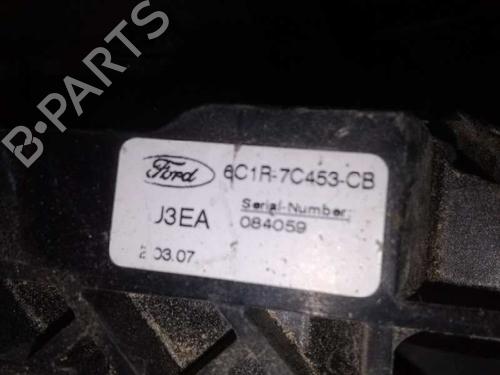 B-PARTS
Ford
6C1R-7C453-CB
J3EA
Serial-Number:
084059
03.07